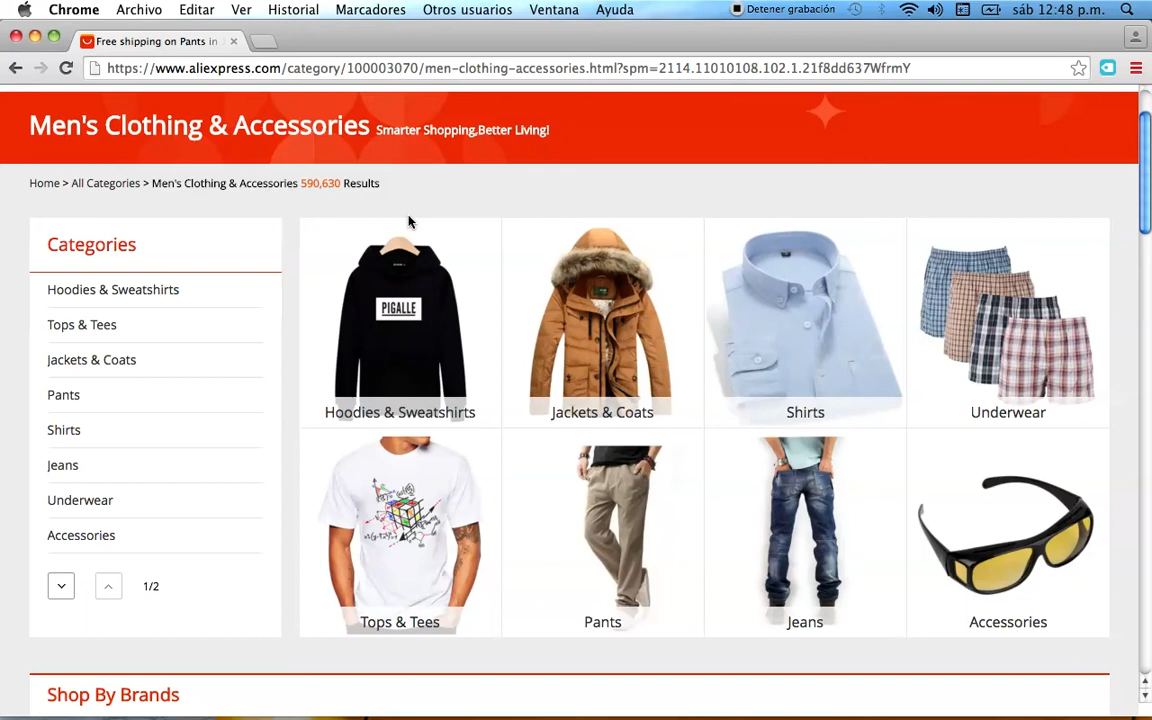 Chrome Archivo Editar Ver Historial Marcadores Otros usuarios Ventana Ayuda Detener grabación sáb 12:48 p.m.
Free shipping on Pants in
https://www.aliexpress.com/category/100003070/men-clothing-accessories.html?spm=2114.11010108.102.1.21f8dd637WfrmY
Men's Clothing & Accessories Smarter Shopping,Better Living!
Home > All Categories > Men's Clothing & Accessories 590,630 Results
Categories
Hoodies & Sweatshirts
Tops & Tees
Jackets & Coats
Pants
Shirts
Jeans
Underwear
Accessories
1/2
PIGALLE
Hoodies & Sweatshirts
Jackets & Coats
Shirts
Underwear
Tops & Tees
Pants
Jeans
Accessories
Shop By Brands